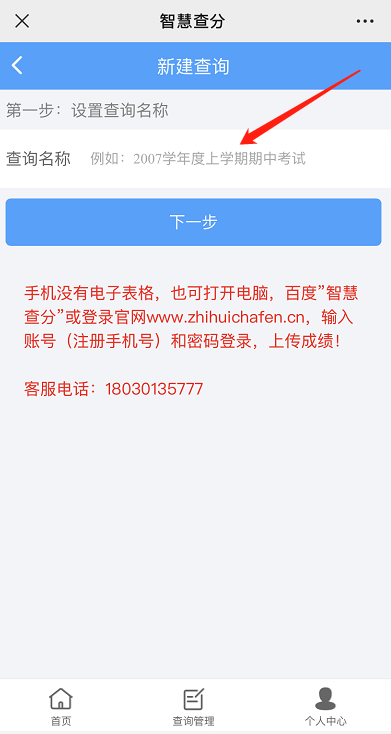 智慧查分
新建查询
第一步：设置查询名称
查询名称 例如：2007学年度上学期期中考试
下一步
手机没有电子表格，也可打开电脑，百度”智慧
查分”或登录官网www.zhihuichafen.cn，输入
账号（注册手机号）和密码登录，上传成绩！
客服电话：18030135777
首页 查询管理 个人中心